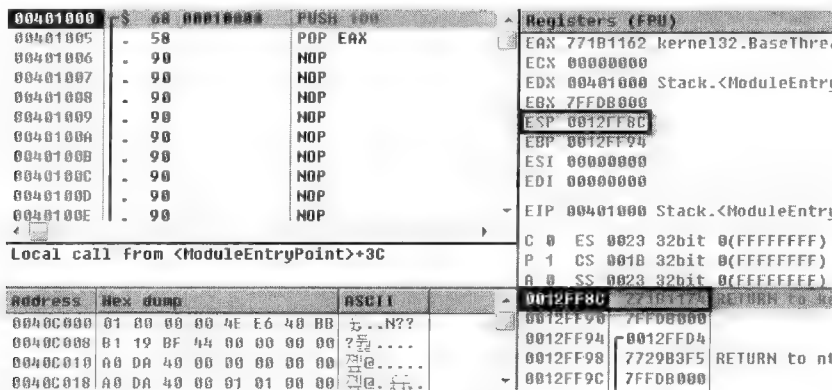 00401000 $ 68 00010000 PUSH 100
00401005 . 58 POP EAX
00401006 . 90 NOP
00401007 . 90 NOP
00401008 . 90 NOP
00401009 . 90 NOP
0040100A . 90 NOP
0040100B . 90 NOP
0040100C . 90 NOP
0040100D . 90 NOP
0040100E . 90 NOP
Local call from <ModuleEntryPoint>+3C
Registers (FPU)
EAX 771B1162 kernel32.BaseThre
ECX 00000000
EDX 00401000 Stack.<ModuleEntry
EBX 7FFDB000
ESP 0012FF8C
EBP 0012FF94
ESI 00000000
EDI 00000000
EIP 00401000 Stack.<ModuleEntry
C 0 ES 0023 32bit 0(FFFFFFFF)
P 1 CS 001B 32bit 0(FFFFFFFF)
A 0 SS 0023 32bit 0(FFFFFFFF)
Address Hex dump ASCII
0040C000 01 00 00 00 4E E6 40 BB ..N??
0040C008 B1 19 BF 44 00 00 00 00
0040C010 A0 DA 40 00 00 00 00 00
0040C018 A0 DA 40 00 01 01 00 00
0012FF8C 771B1174 RETURN to ke
0012FF90 7FFDB000
0012FF94 0012FFD4
0012FF98 7729B3F5 RETURN to nt
0012FF9C 7FFDB000